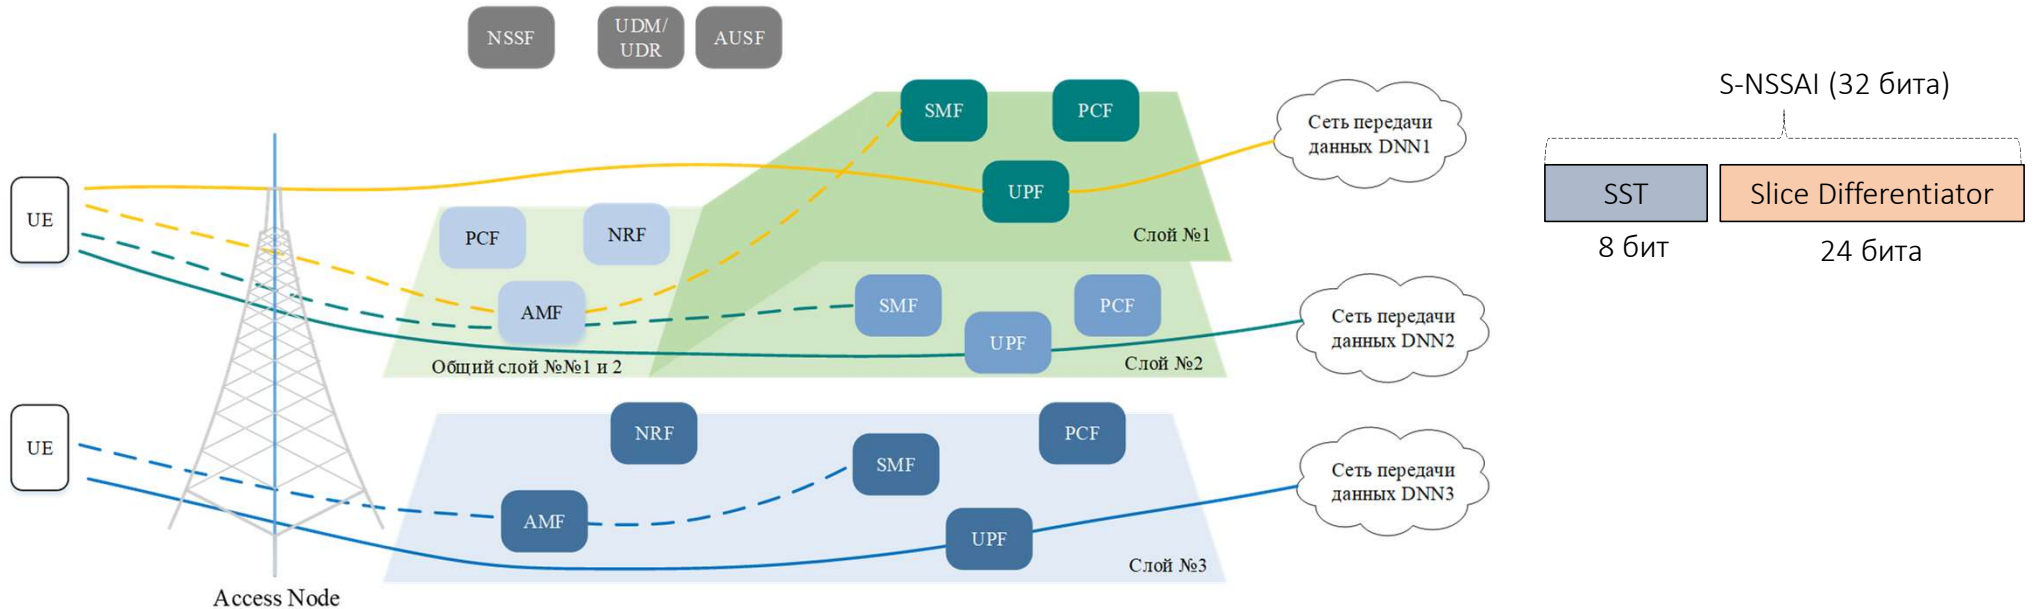 NSSF
UDM/
UDR
AUSF
SMF
PCF
Сеть передачи
данных DNN1
UPF
Слой №1
UE
PCF
NRF
AMF
Общий слой №№1 и 2
SMF
PCF
UPF
Слой №2
Сеть передачи
данных DNN2
UE
NRF
PCF
SMF
AMF
UPF
Слой №3
Сеть передачи
данных DNN3
Access Node
S-NSSAI (32 бита)
SST
Slice Differentiator
8 бит
24 бита